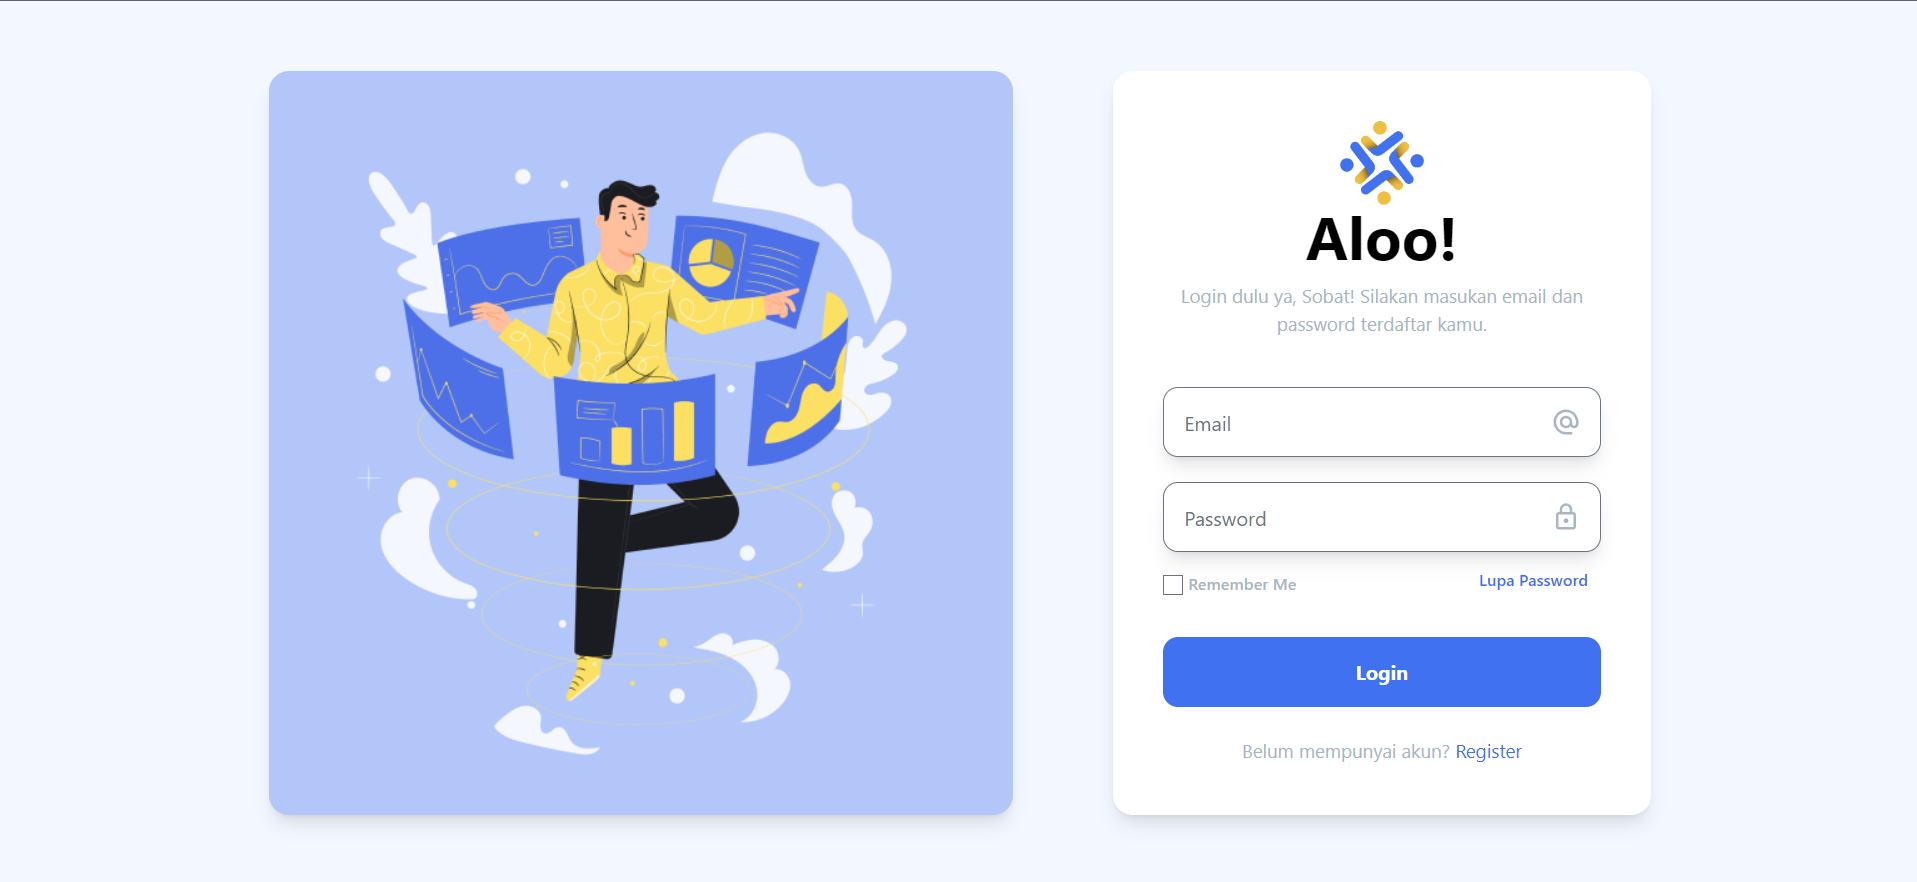 Aloo!
Login dulu ya, Sobat! Silakan masukan email dan
password terdaftar kamu.
Email
Password
Remember Me
Lupa Password
Login
Belum mempunyai akun? Register